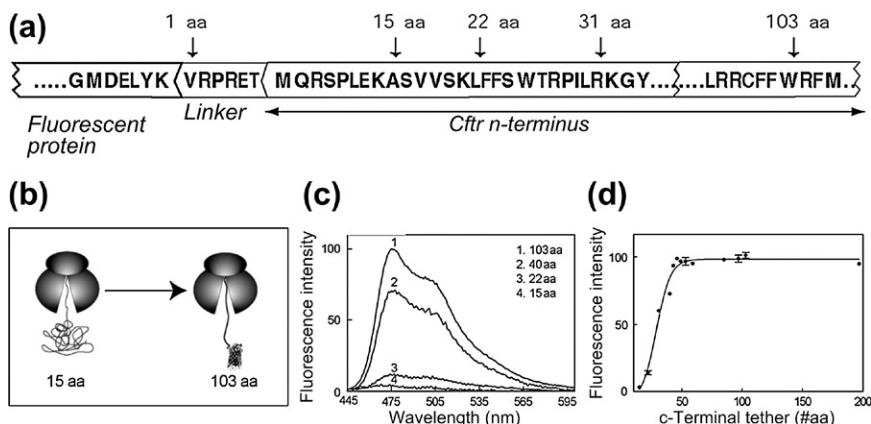 (a)
1 aa 15 aa 22 aa 31 aa 103 aa
.....GMDELYK VRPRET MQRSPLEKASVVSKLFFSWTRPILRKGY.... ....LRRCFFWRFM..
Fluorescent protein
Linker
Cftr n-terminus
(b)
15 aa
103 aa
(c)
Fluorescence intensity
100
50
0
1
2
3
4
1. 103aa
2. 40aa
3. 22aa
4. 15aa
445 475 505 535 565 595
Wavelength (nm)
(d)
Fluorescence intensity
100
50
0
50 100 150 200
c-Terminal tether (#aa)